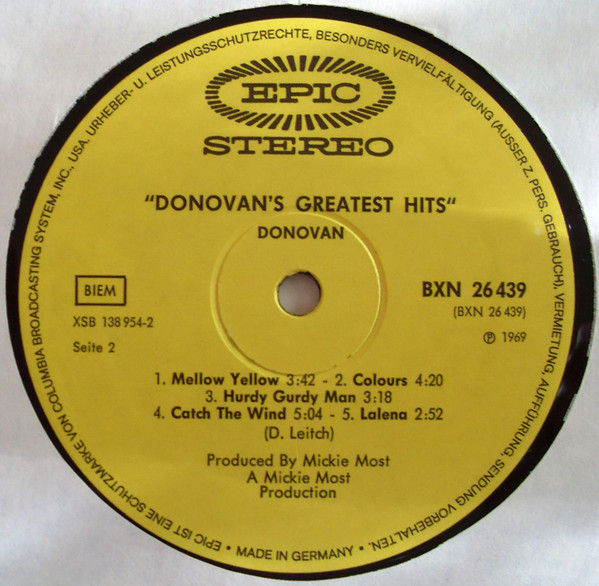 EPIC
STEREO
"DONOVAN'S GREATEST HITS"
DONOVAN
BIEM
XSB 138 954-2
Seite 2
BXN 26 439
(BXN 26 439)
Ⓟ 1969
1. Mellow Yellow 3:42 - 2. Colours 4:20
3. Hurdy Gurdy Man 3:18
4. Catch The Wind 5:04 - 5. Lalena 2:52
(D. Leitch)
Produced By Mickie Most
A Mickie Most
Production
EPIC IST EINE SCHUTZMARKE VON COLUMBIA BROADCASTING SYSTEM, INC., USA. URHEBER- U. LEISTUNGSSCHUTZRECHTE, BESONDERS VERVIELFÄLTIGUNG (AUSSER Z. PERS. GEBRAUCH), VERMIETUNG, AUFFÜHRUNG, SENDUNG VORBEHALTEN. • MADE IN GERMANY •